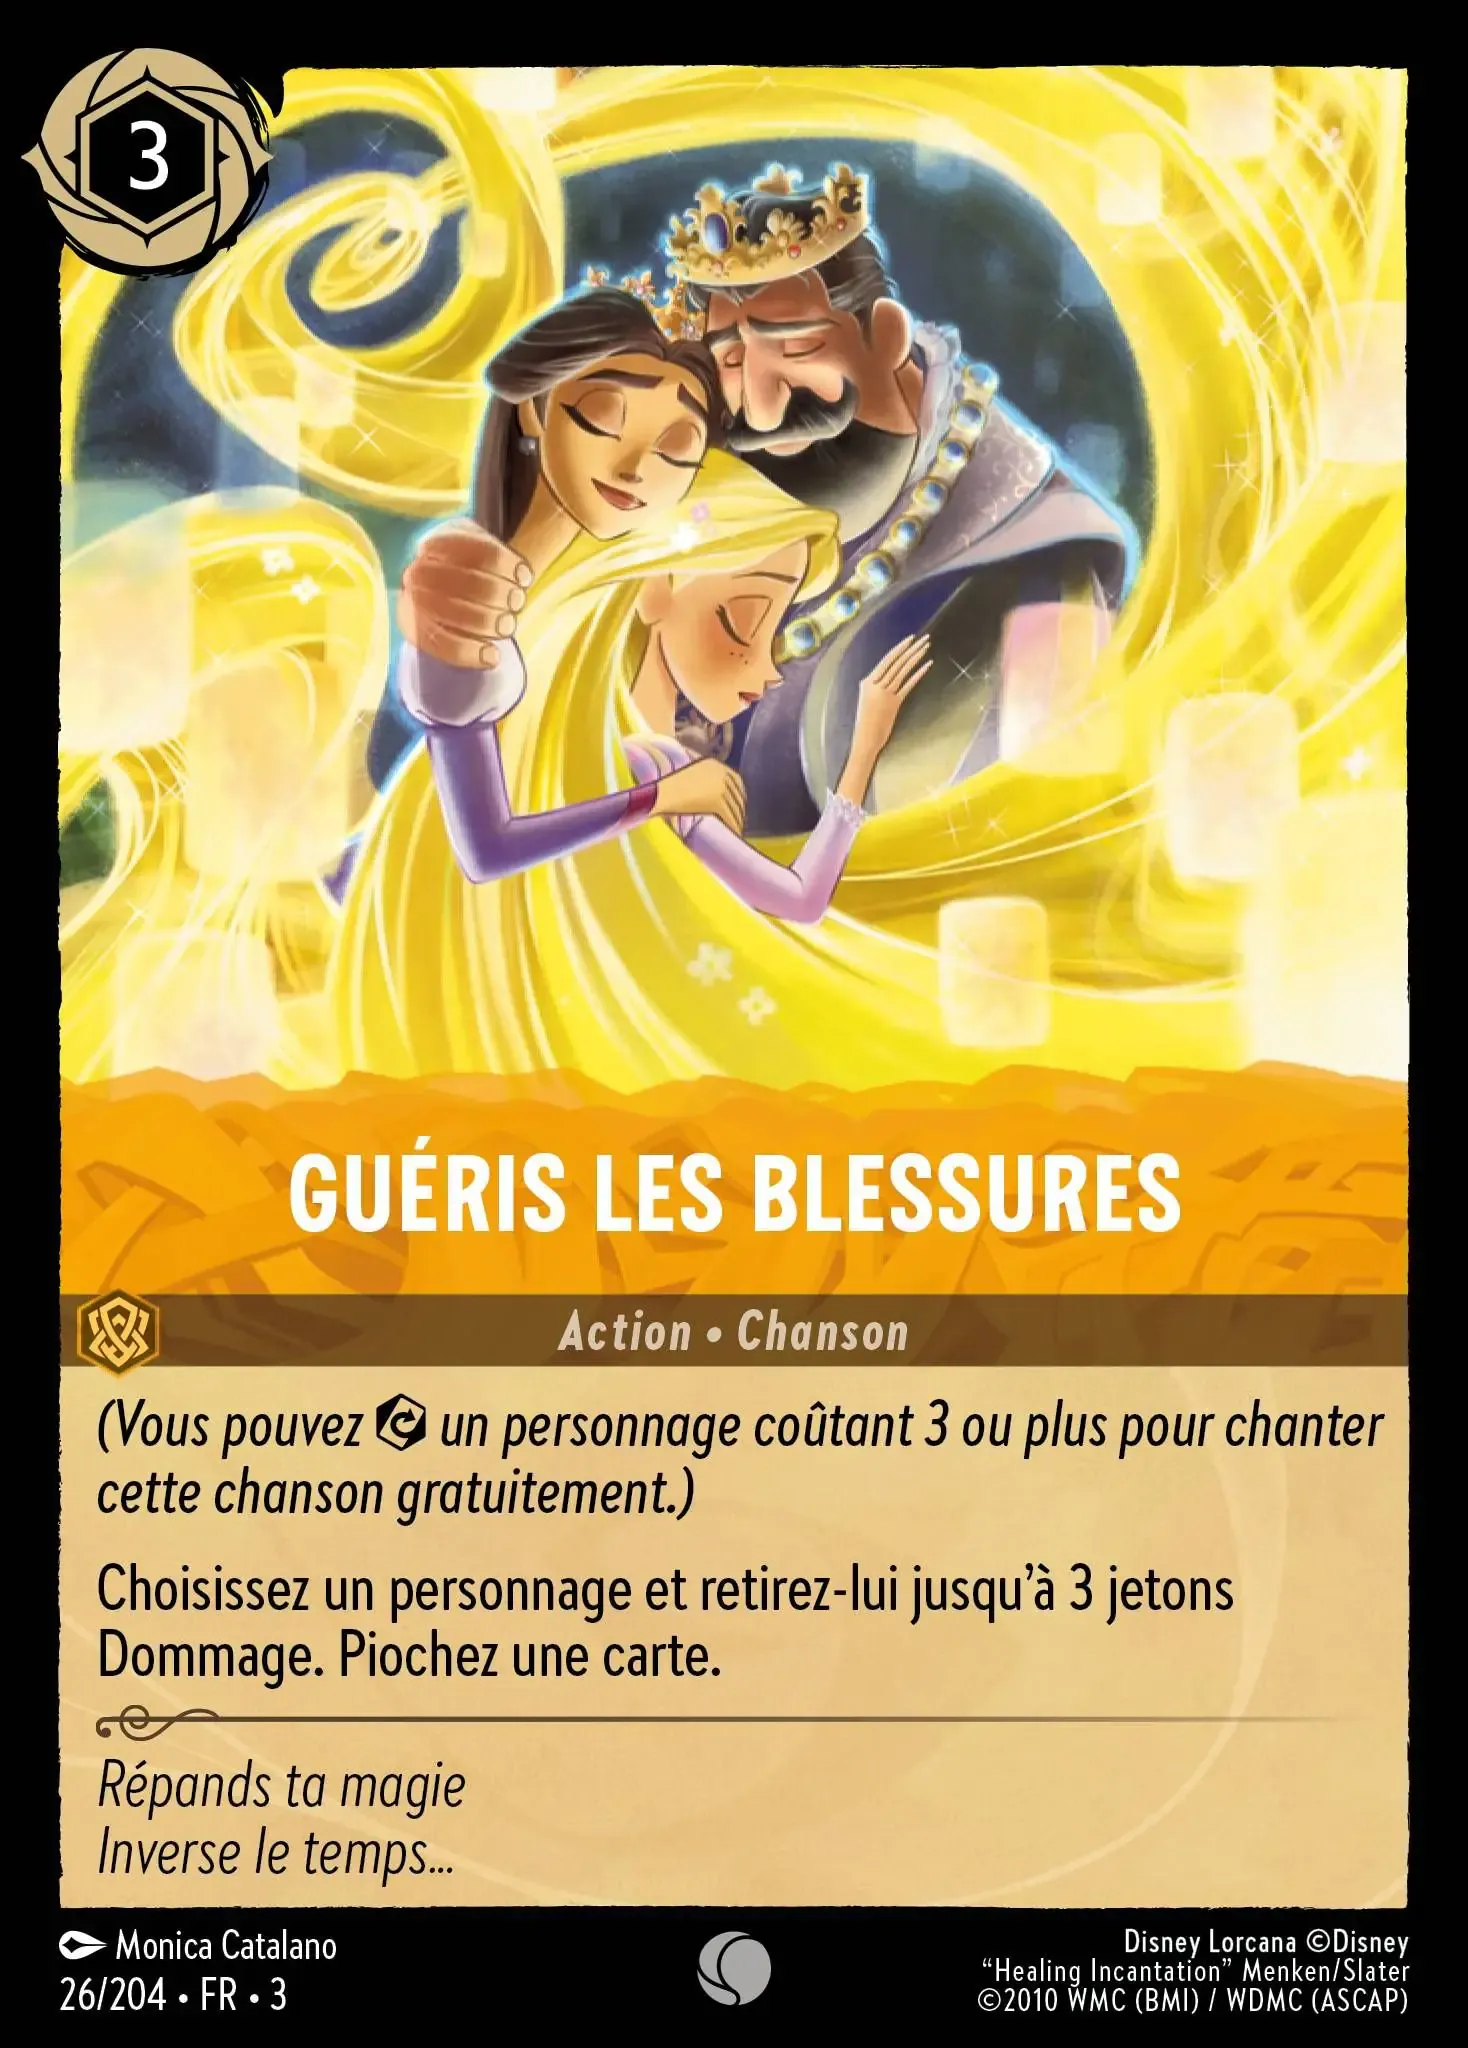 3
GUÉRIS LES BLESSURES
Action • Chanson
(Vous pouvez un personnage coûtant 3 ou plus pour chanter
cette chanson gratuitement.)
Choisissez un personnage et retirez-lui jusqu’à 3 jetons
Dommage. Piochez une carte.
Répands ta magie
Inverse le temps...
Monica Catalano
26/204 • FR • 3
Disney Lorcana ©Disney
“Healing Incantation” Menken/Slater
©2010 WMC (BMI) / WDMC (ASCAP)